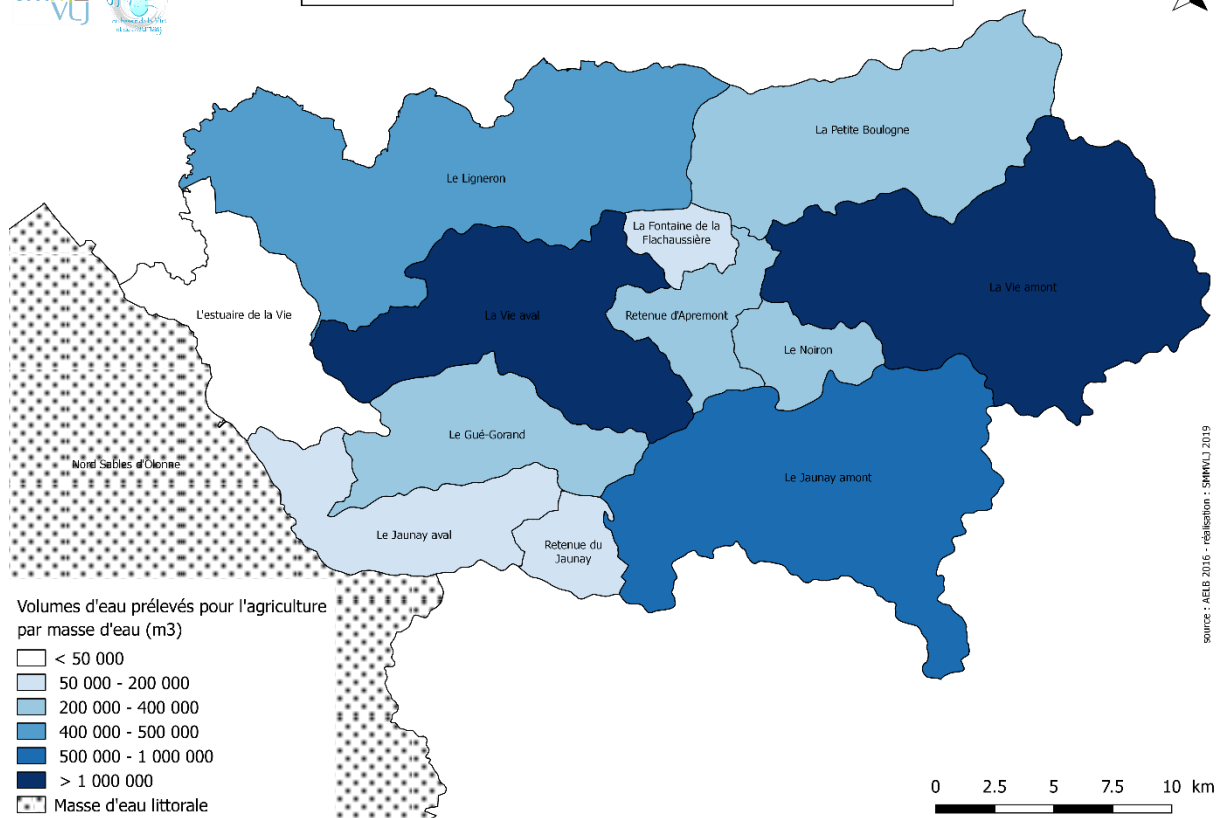 VLJ
La Petite Boulogne
Le Ligneron
La Fontaine de la
Flachaussière
La Vie amont
L'estuaire de la Vie
La Vie aval
Retenue d'Apremont
Le Noiron
Le Gué-Gorand
Nord Sables d'Olonne
Le Jaunay amont
Le Jaunay aval
Retenue du
Jaunay
source : AELB 2016 - réalisation : SMMVLJ 2019
Volumes d'eau prélevés pour l'agriculture
par masse d'eau (m3)
< 50 000
50 000 - 200 000
200 000 - 400 000
400 000 - 500 000
500 000 - 1 000 000
> 1 000 000
Masse d'eau littorale
0 2.5 5 7.5 10 km